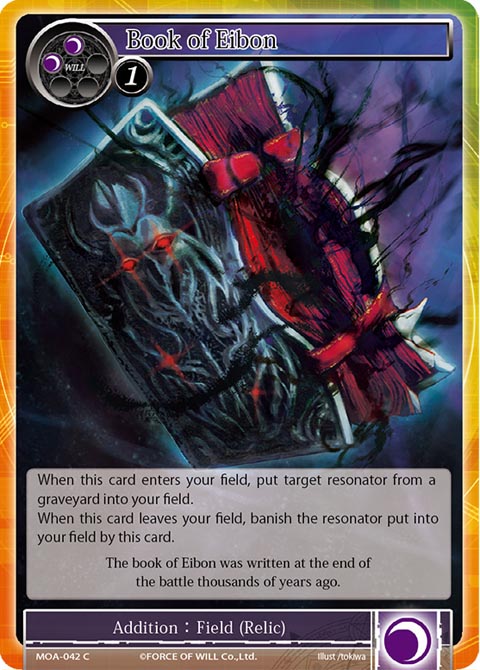 Book of Eibon
WILL
1
When this card enters your field, put target resonator from a
graveyard into your field.
When this card leaves your field, banish the resonator put into
your field by this card.
The book of Eibon was written at the end of
the battle thousands of years ago.
Addition : Field (Relic)
MOA-042 C ©FORCE OF WILL Co.,Ltd. Illust /tokiwa